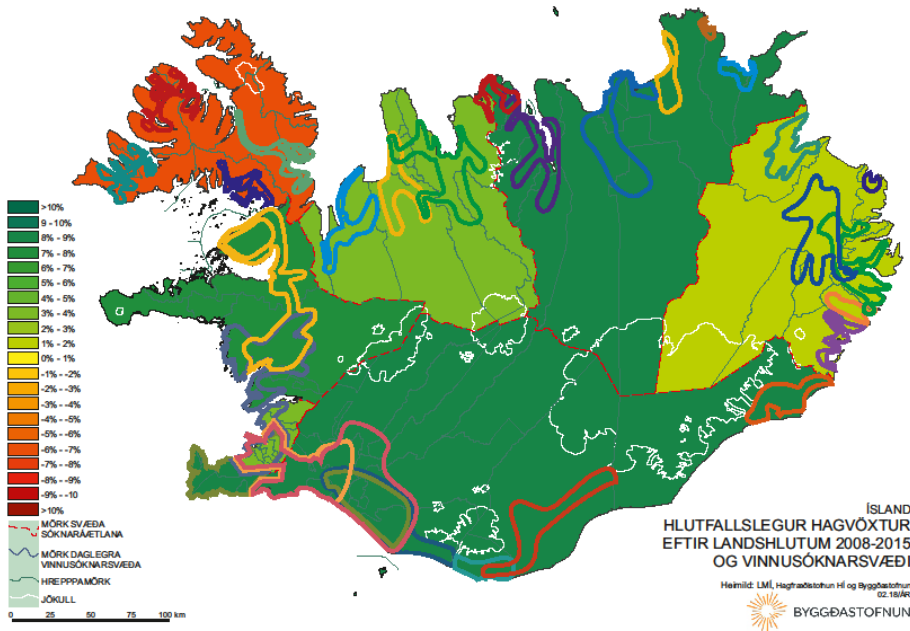 >10%
9 - 10%
8% - 9%
7% - 8%
6% - 7%
5% - 6%
4% - 5%
3% - 4%
2% - 3%
1% - 2%
0% - 1%
-1% - -2%
-2% - -3%
-3% - -4%
-4% - -5%
-5% - -6%
-6% - -7%
-7% - -8%
-8% - -9%
-9% - -10
>10%
MÖRK SVÆÐA
SÓKNARÁÆTLANA
MÖRK DAGLEGRA
VINNUSÓKNARSVÆÐA
HREPPAMÖRK
JÖKULL
0 25 50 75 100 km
ÍSLAND
HLUTFALLSLEGUR HAGVÖXTUR
EFTIR LANDSHLUTUM 2008-2015
OG VINNUSÓKNARSVÆÐI
Heimild: LMÍ, Hagfræðistofnun HÍ og Byggðastofnun
02.18/ÁR
BYGGÐASTOFNUN